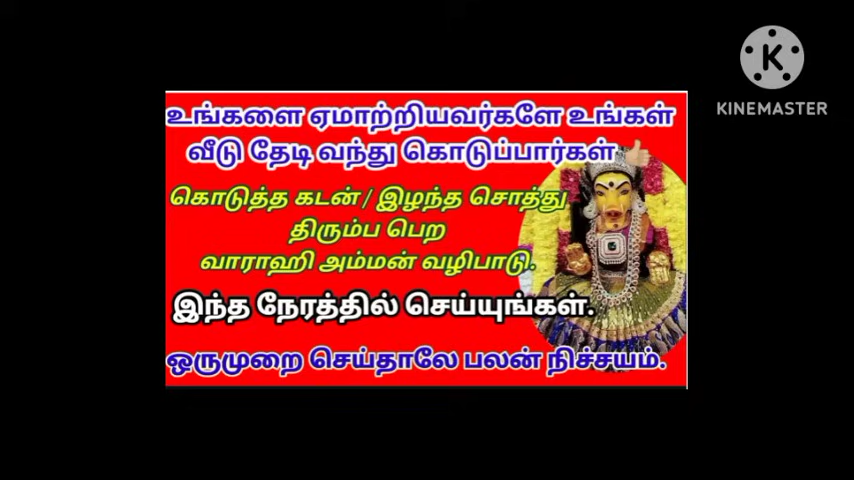 KINEMASTER
உங்களை ஏமாற்றியவர்களே உங்கள்
வீடு தேடி வந்து கொடுப்பார்கள்
கொடுத்த கடன் / இழந்த சொத்து
திரும்ப பெற
வாராஹி அம்மன் வழிபாடு.
இந்த நேரத்தில் செய்யுங்கள்.
ஒருமுறை செய்தாலே பலன் நிச்சயம்.